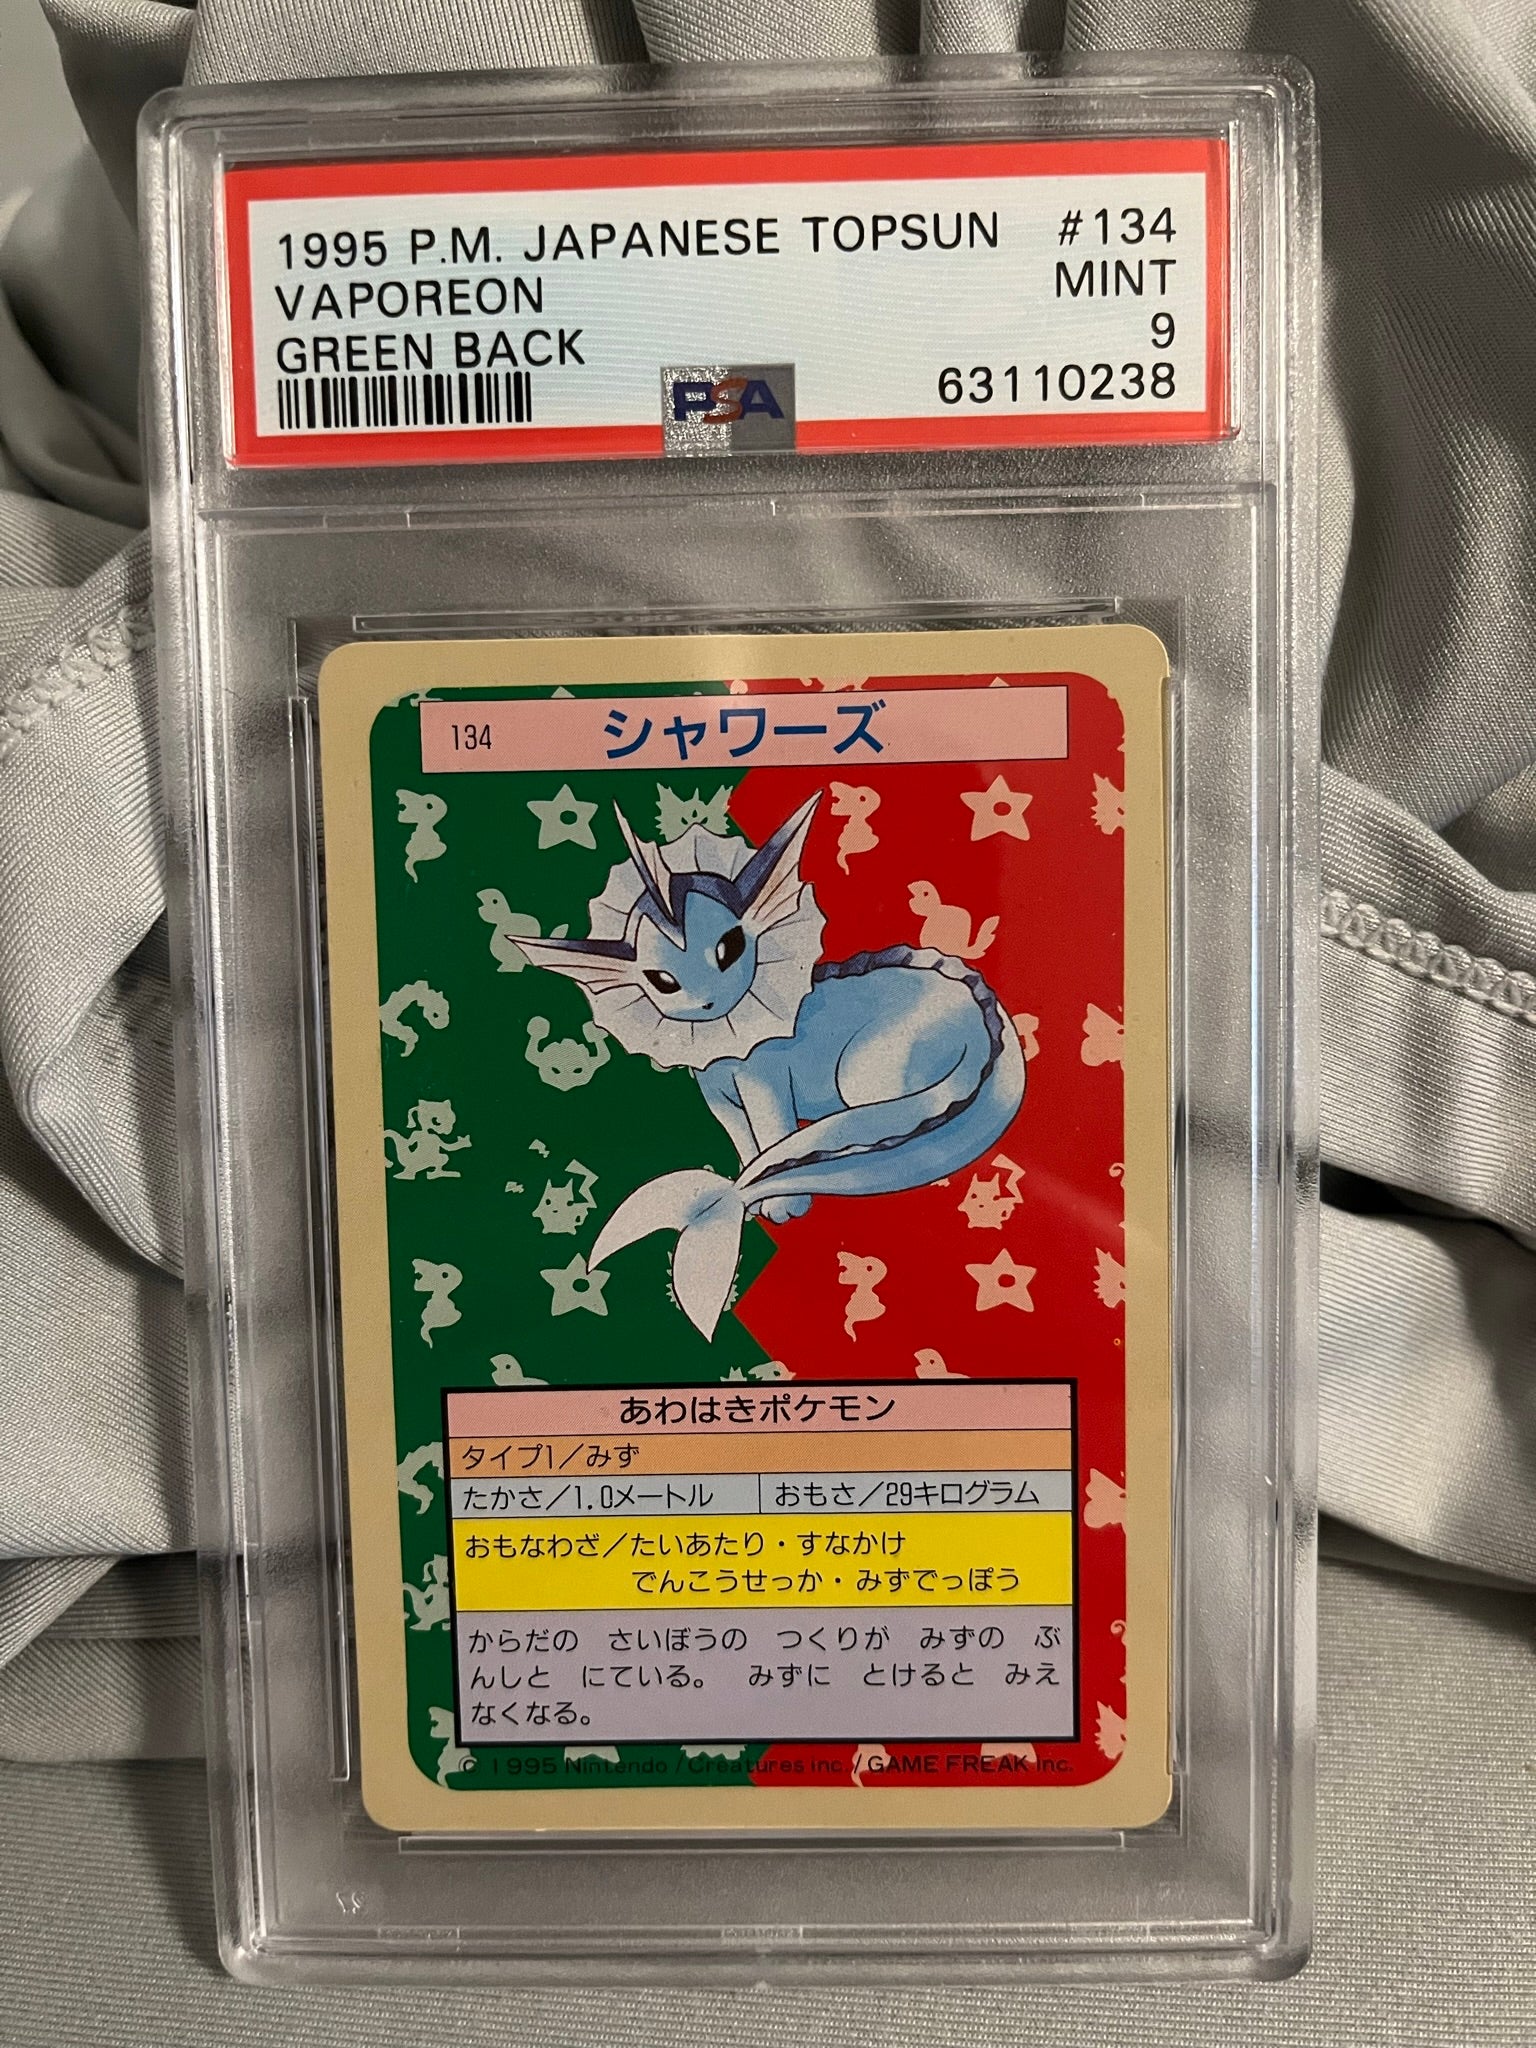 1995 P.M. JAPANESE TOPSUN #134
VAPOREON MINT
GREEN BACK 9
PSA 63110238
134 シャワーズ
あわはきポケモン
タイプ1/みず
たかさ/1.0メートル おもさ/29キログラム
おもなわざ/たいあたり・すなかけ
でんこうせっか・みずでっぽう
からだの さいぼうの つくりが みずの ぶ
んしと にている。 みずに とけると みえ
なくなる。
© 1995 Nintendo / Creatures inc. / GAME FREAK inc.